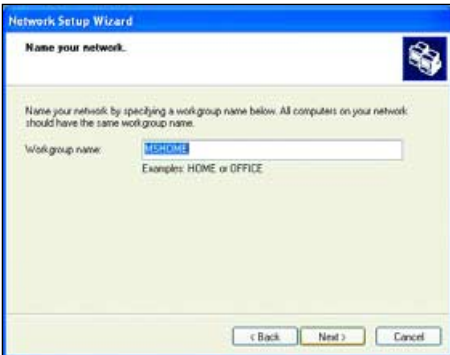 Network Setup Wizard
Name your network.
Name your network by specifying a workgroup name below. All computers on your network
should have the same workgroup name.
Workgroup name:
MSHOME
Examples: HOME or OFFICE
< Back
Next >
Cancel